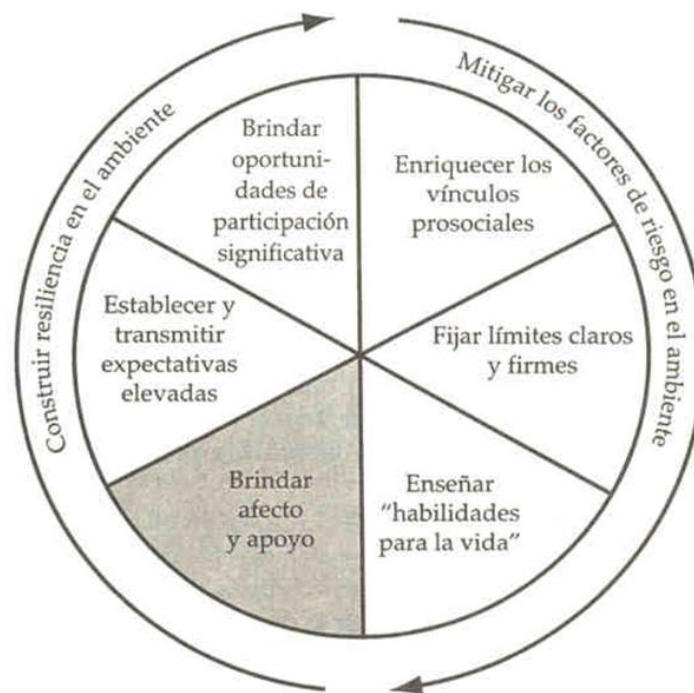 Construir resiliencia en el ambiente
Mitigar los factores de riesgo en el ambiente
Brindar
oportuni-
dades de
participación
significativa
Enriquecer los
vínculos
prosociales
Fijar límites claros
y firmes
Enseñar
"habilidades
para la vida"
Brindar
afecto
y apoyo
Establecer y
transmitir
expectativas
elevadas